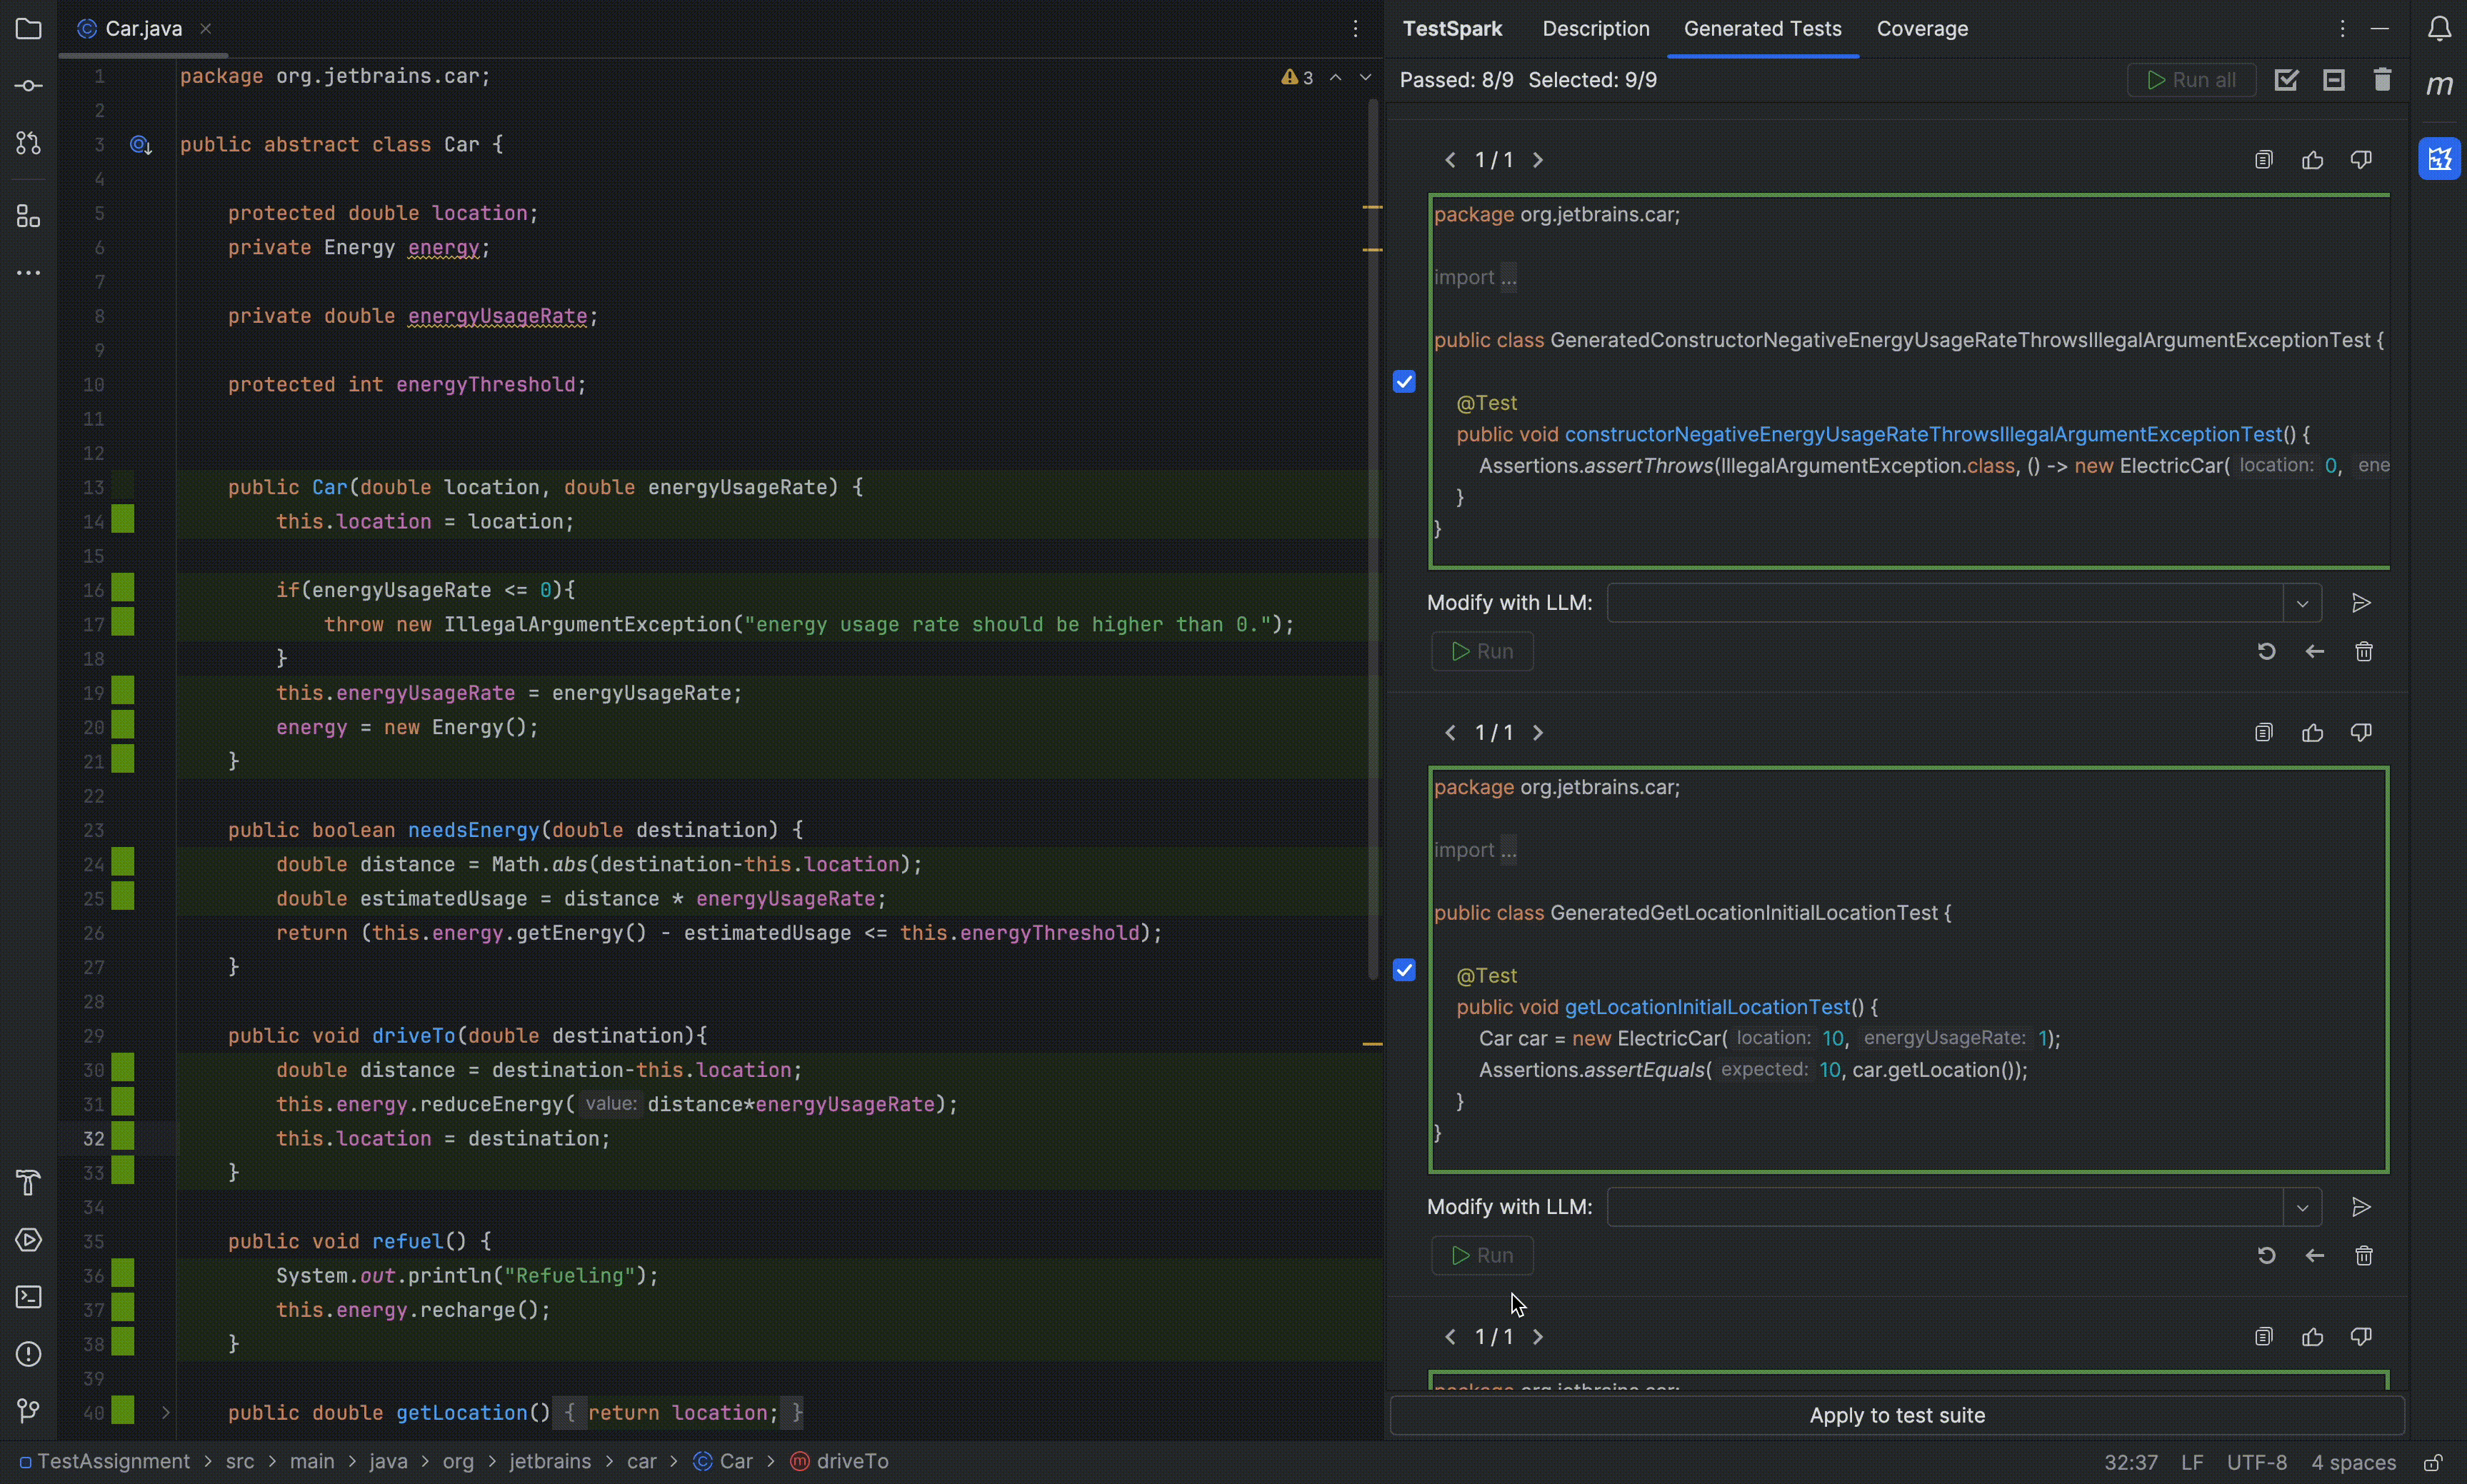 Car.java
3
1 package org.jetbrains.car;
2
3 public abstract class Car {
4
5 protected double location;
6 private Energy energy;
7
8 private double energyUsageRate;
9
10 protected int energyThreshold;
11
12
13 public Car(double location, double energyUsageRate) {
14 this.location = location;
15
16 if(energyUsageRate <= 0){
17 throw new IllegalArgumentException("energy usage rate should be higher than 0.");
18 }
19 this.energyUsageRate = energyUsageRate;
20 energy = new Energy();
21 }
22
23 public boolean needsEnergy(double destination) {
24 double distance = Math.abs(destination-this.location);
25 double estimatedUsage = distance * energyUsageRate;
26 return (this.energy.getEnergy() - estimatedUsage <= this.energyThreshold);
27 }
28
29 public void driveTo(double destination){
30 double distance = destination-this.location;
31 this.energy.reduceEnergy( value: distance*energyUsageRate);
32 this.location = destination;
33 }
34
35 public void refuel() {
36 System.out.println("Refueling");
37 this.energy.recharge();
38 }
39
40 public double getLocation() { return location; }
TestSpark Description Generated Tests Coverage
Passed: 8/9 Selected: 9/9 Run all
m
1 / 1
package org.jetbrains.car;
import ...
public class GeneratedConstructorNegativeEnergyUsageRateThrowsIllegalArgumentExceptionTest {
@Test
public void constructorNegativeEnergyUsageRateThrowsIllegalArgumentExceptionTest() {
Assertions.assertThrows(IllegalArgumentException.class, () -> new ElectricCar( location: 0, ene
}
}
Modify with LLM:
Run
1 / 1
package org.jetbrains.car;
import ...
public class GeneratedGetLocationInitialLocationTest {
@Test
public void getLocationInitialLocationTest() {
Car car = new ElectricCar( location: 10, energyUsageRate: 1);
Assertions.assertEquals( expected: 10, car.getLocation());
}
}
Modify with LLM:
Run
1 / 1
package org.jetbrains.car;
Apply to test suite
TestAssignment > src > main > java > org > jetbrains > car > Car > driveTo
32:37 LF UTF-8 4 spaces